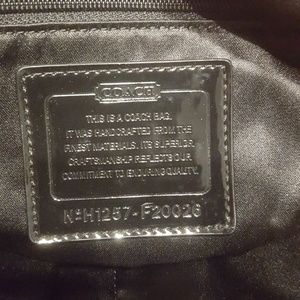 COACH
THIS IS A COACH BAG.
IT WAS HANDCRAFTED FROM THE
FINEST MATERIALS. ITS SUPERIOR
CRAFTSMANSHIP REFLECTS OUR
COMMITMENT TO ENDURING QUALITY.
Nº H1257-F20026